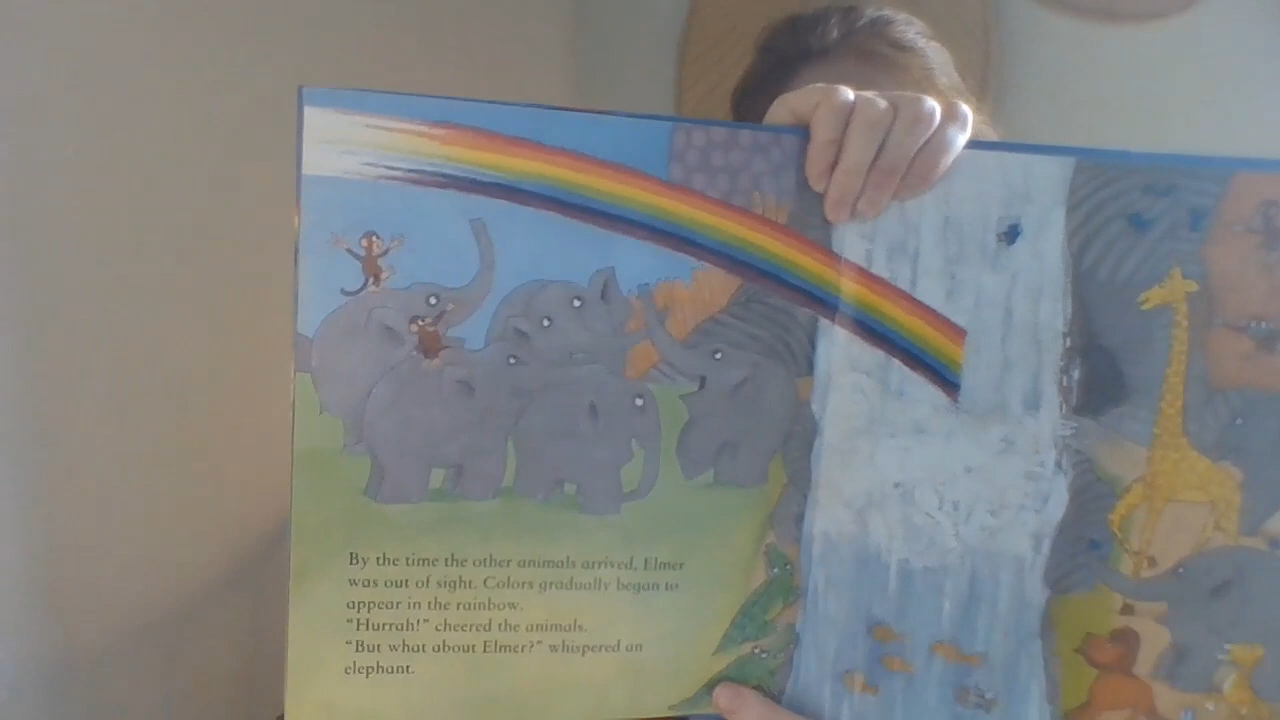 By the time the other animals arrived, Elmer
was out of sight. Colors gradually began to
appear in the rainbow.
"Hurrah!" cheered the animals.
"But what about Elmer?" whispered an
elephant.